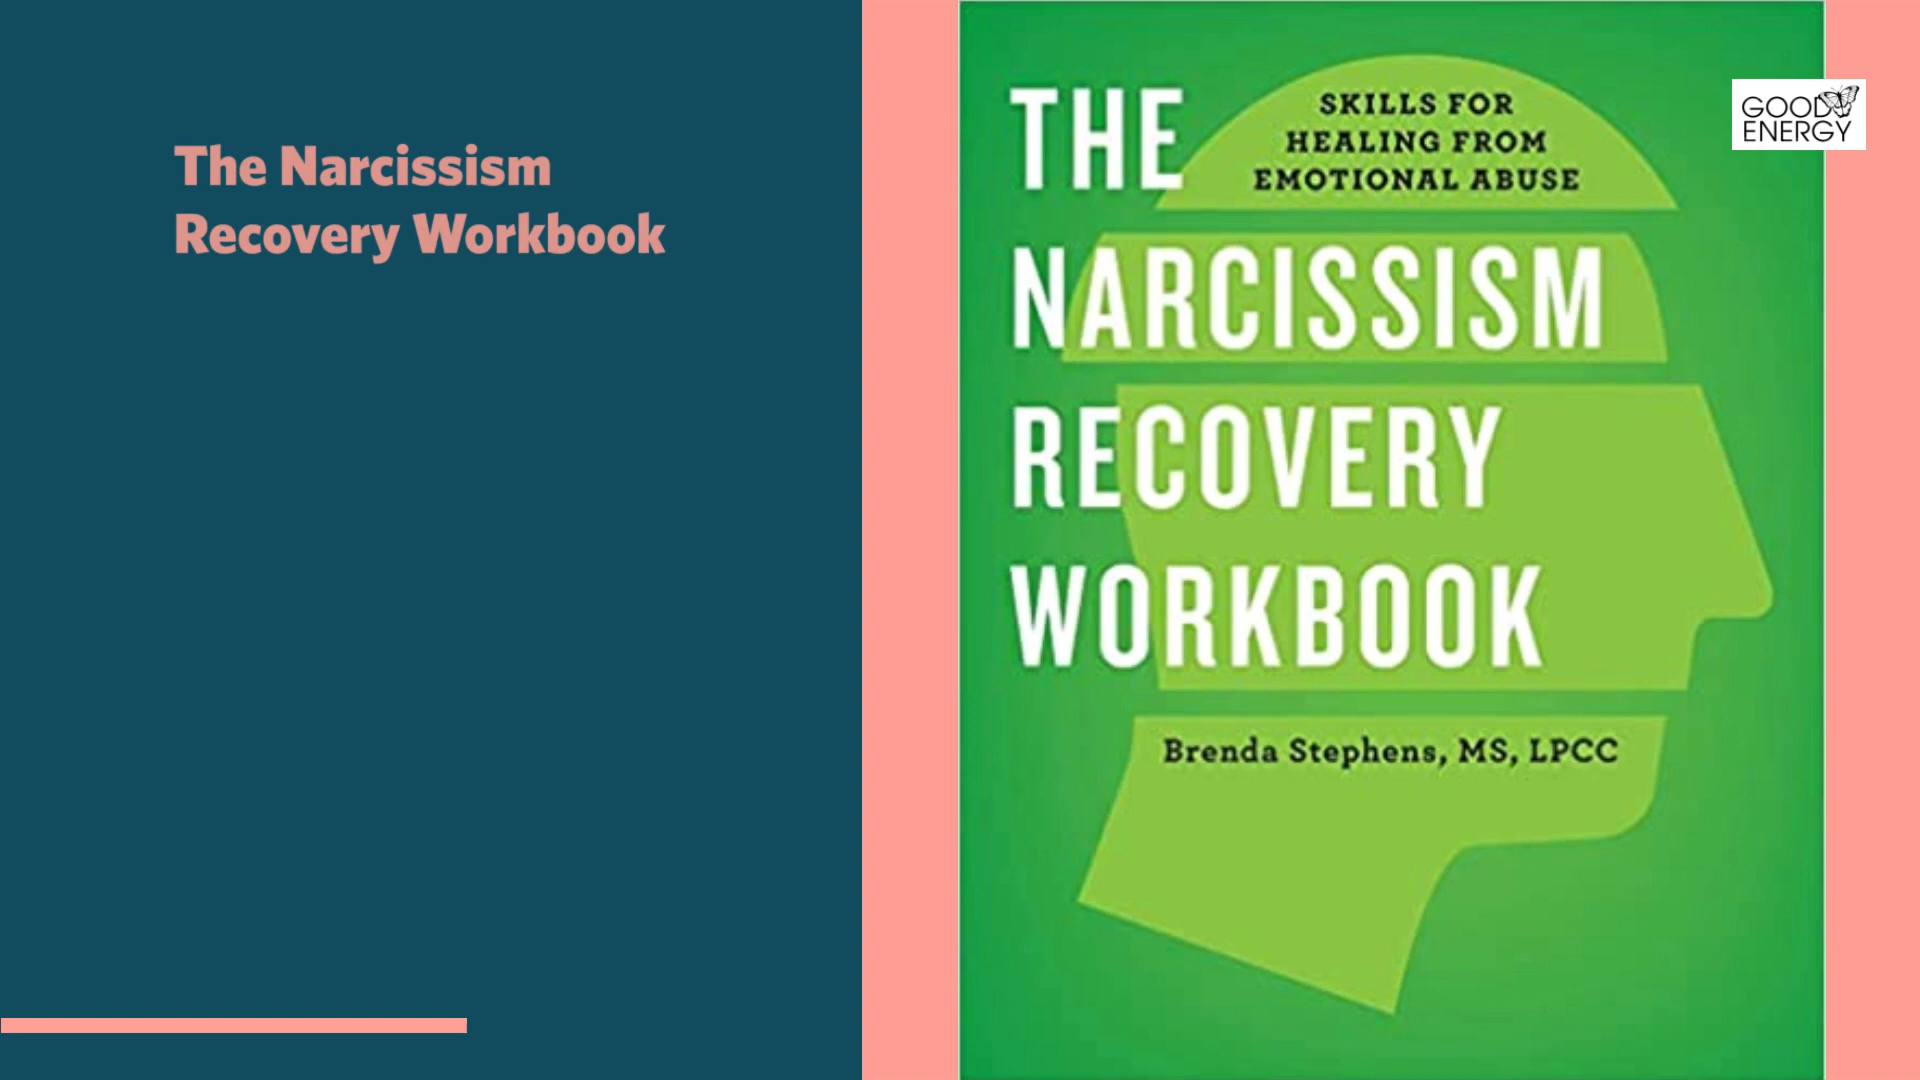 The Narcissism
Recovery Workbook
THE
SKILLS FOR
HEALING FROM
EMOTIONAL ABUSE
NARCISSISM
RECOVERY
WORKBOOK
Brenda Stephens, MS, LPCC
GOOD
ENERGY